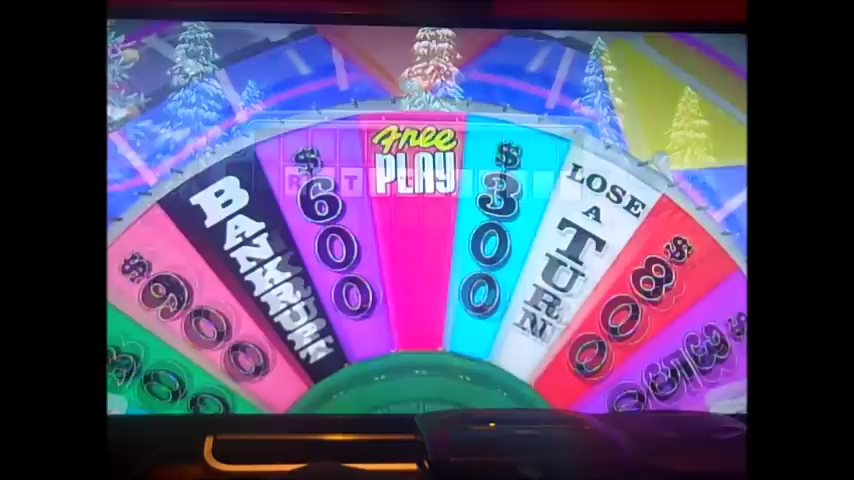 $900
BANKRUPT
$600
Free
PLAY
$300
LOSE
A
TURN
$800